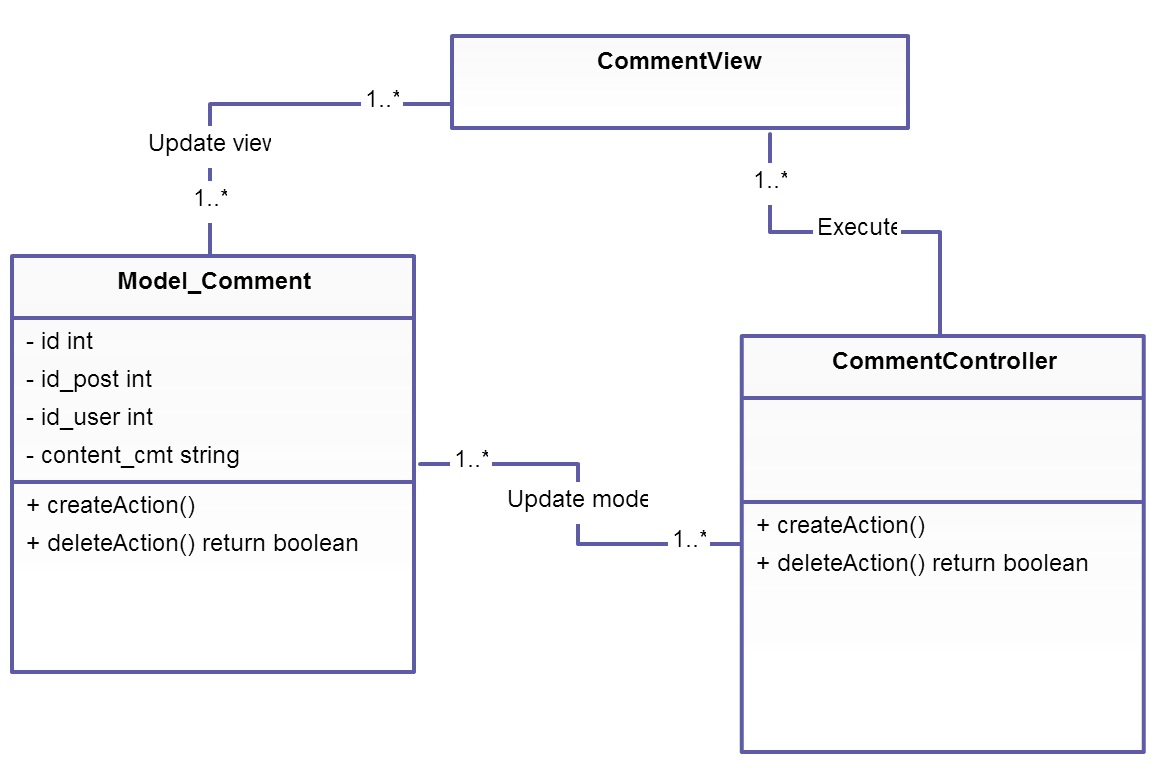 CommentView
1..*
Update view
1..*
1..*
Execute
Model_Comment
- id int
- id_post int
- id_user int
- content_cmt string
+ createAction()
+ deleteAction() return boolean
1..*
Update mode
1..*
CommentController
+ createAction()
+ deleteAction() return boolean